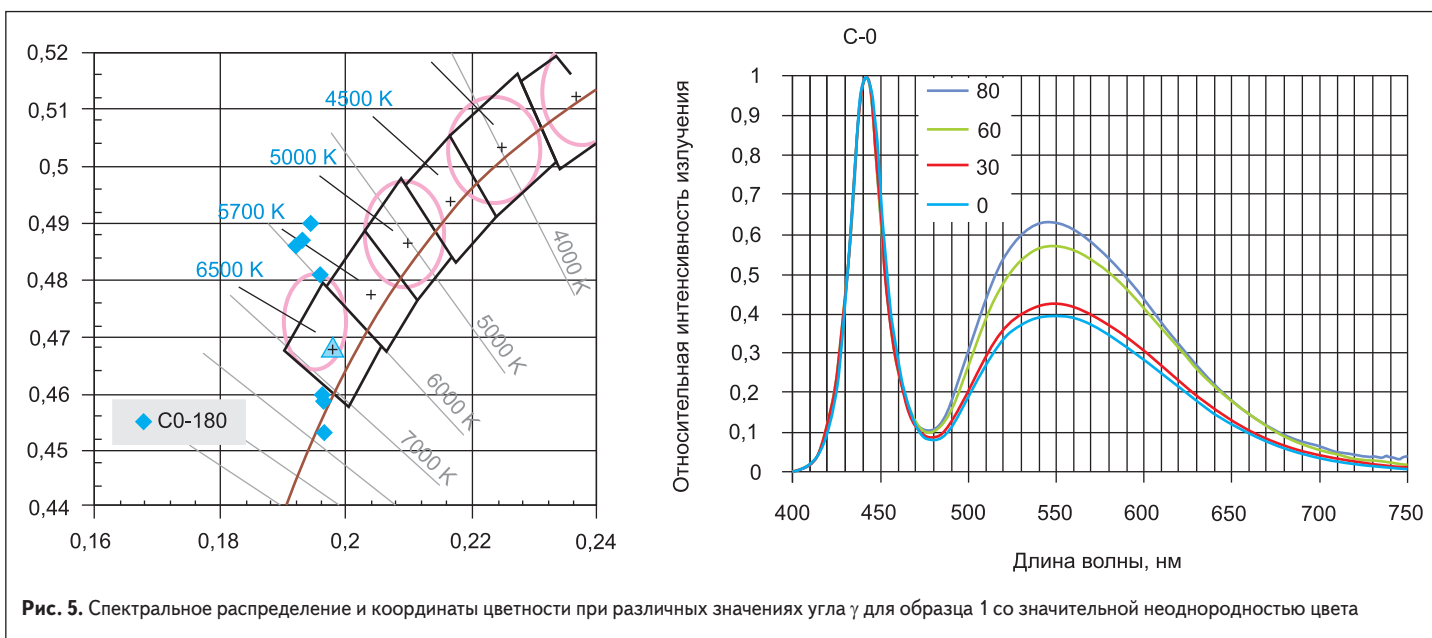 0,52
0,51
0,5
0,49
0,48
0,47
0,46
0,45
0,44
0,16
0,18
0,2
0,22
0,24
4500 K
5000 K
5700 K
6500 K
4000 K
5000 K
6000 K
7000 K
C0-180
C-0
Относительная интенсивность излучения
1
0,9
0,8
0,7
0,6
0,5
0,4
0,3
0,2
0,1
0
80
60
30
0
400
450
500
550
600
650
700
750
Длина волны, нм
Рис. 5. Спектральное распределение и координаты цветности при различных значениях угла γ для образца 1 со значительной неоднородностью цвета